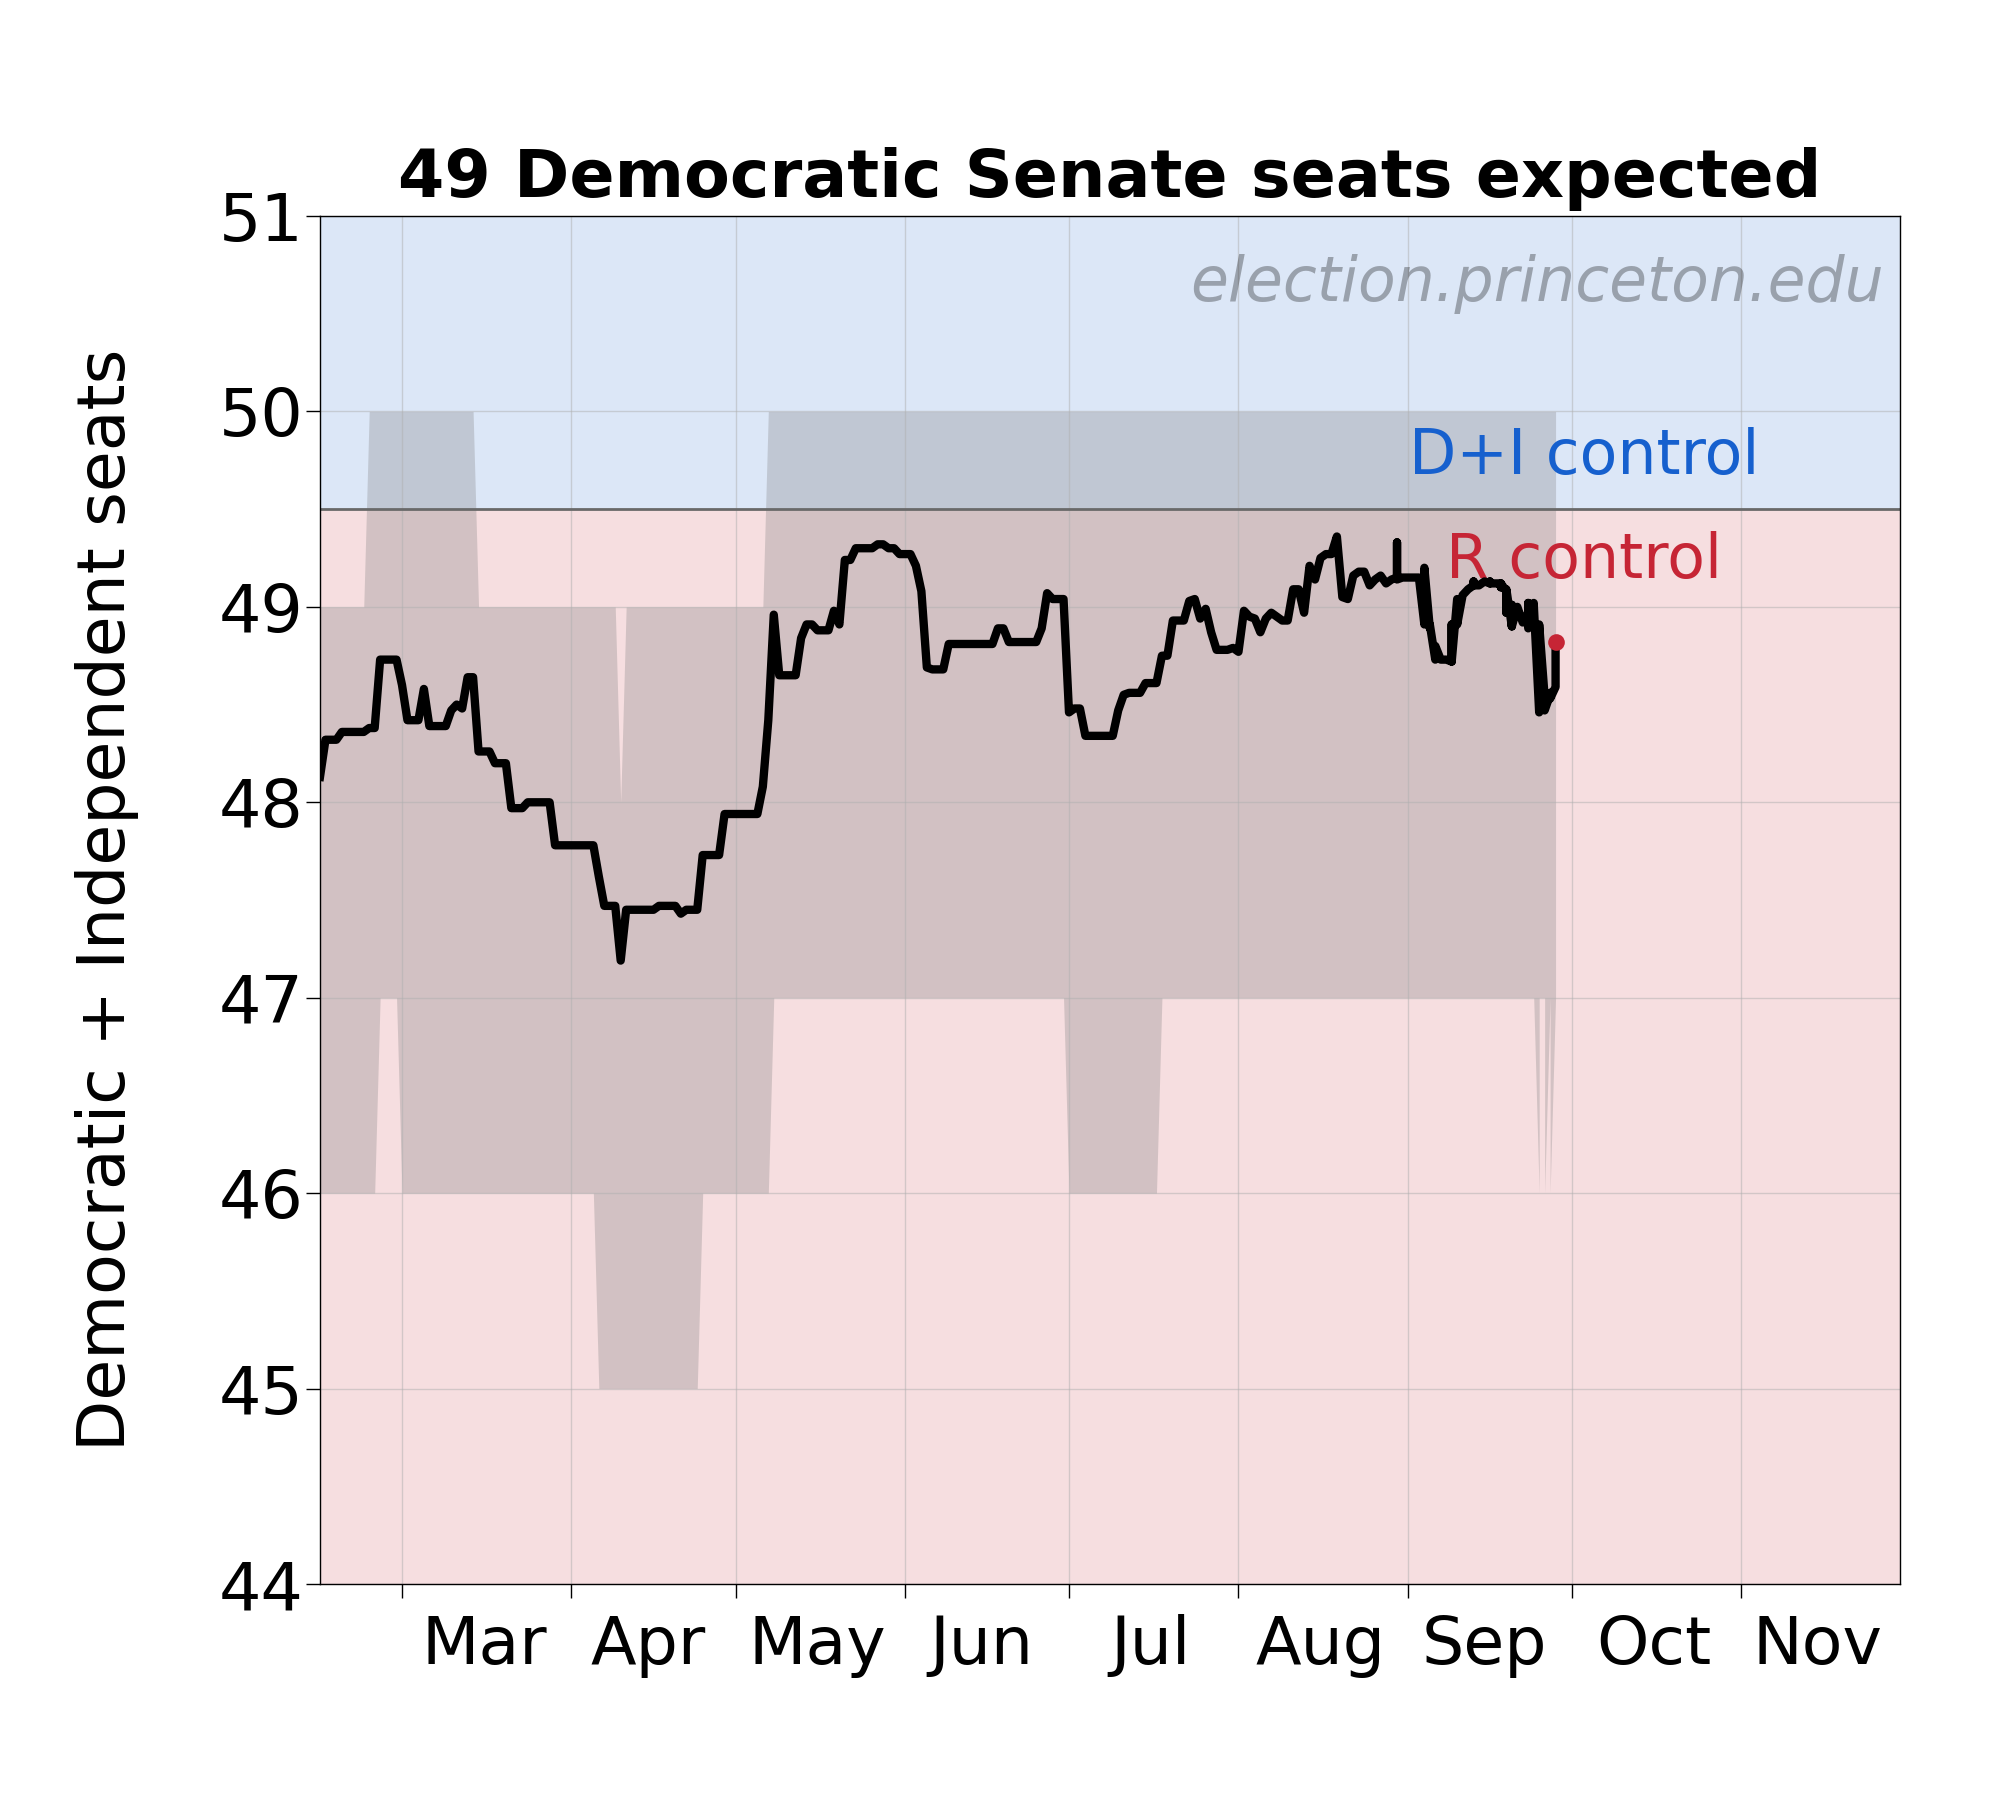 49 Democratic Senate seats expected
election.princeton.edu
D+I control
R control
Democratic + Independent seats
51
50
49
48
47
46
45
44
Mar Apr May Jun Jul Aug Sep Oct Nov